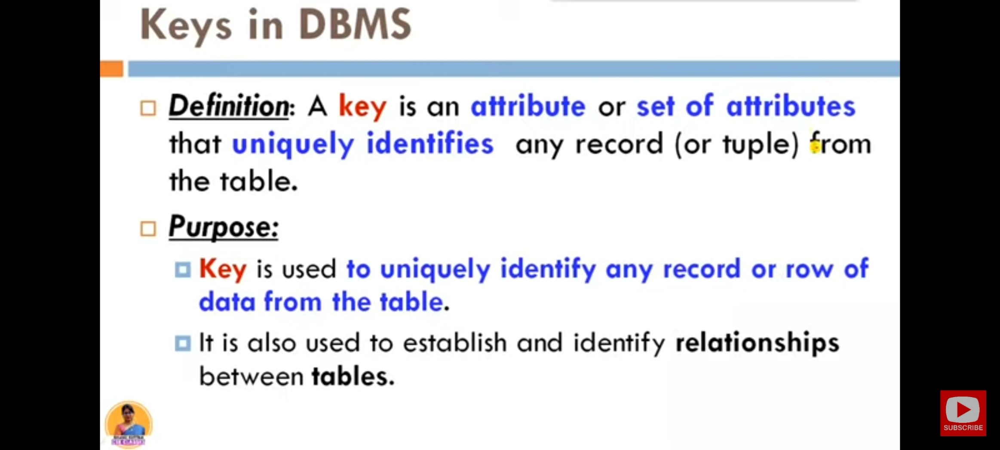 Keys in DBMS
Definition: A key is an attribute or set of attributes
that uniquely identifies any record (or tuple) from
the table.
Purpose:
Key is used to uniquely identify any record or row of
data from the table.
It is also used to establish and identify relationships
between tables.
SUBSCRIBE